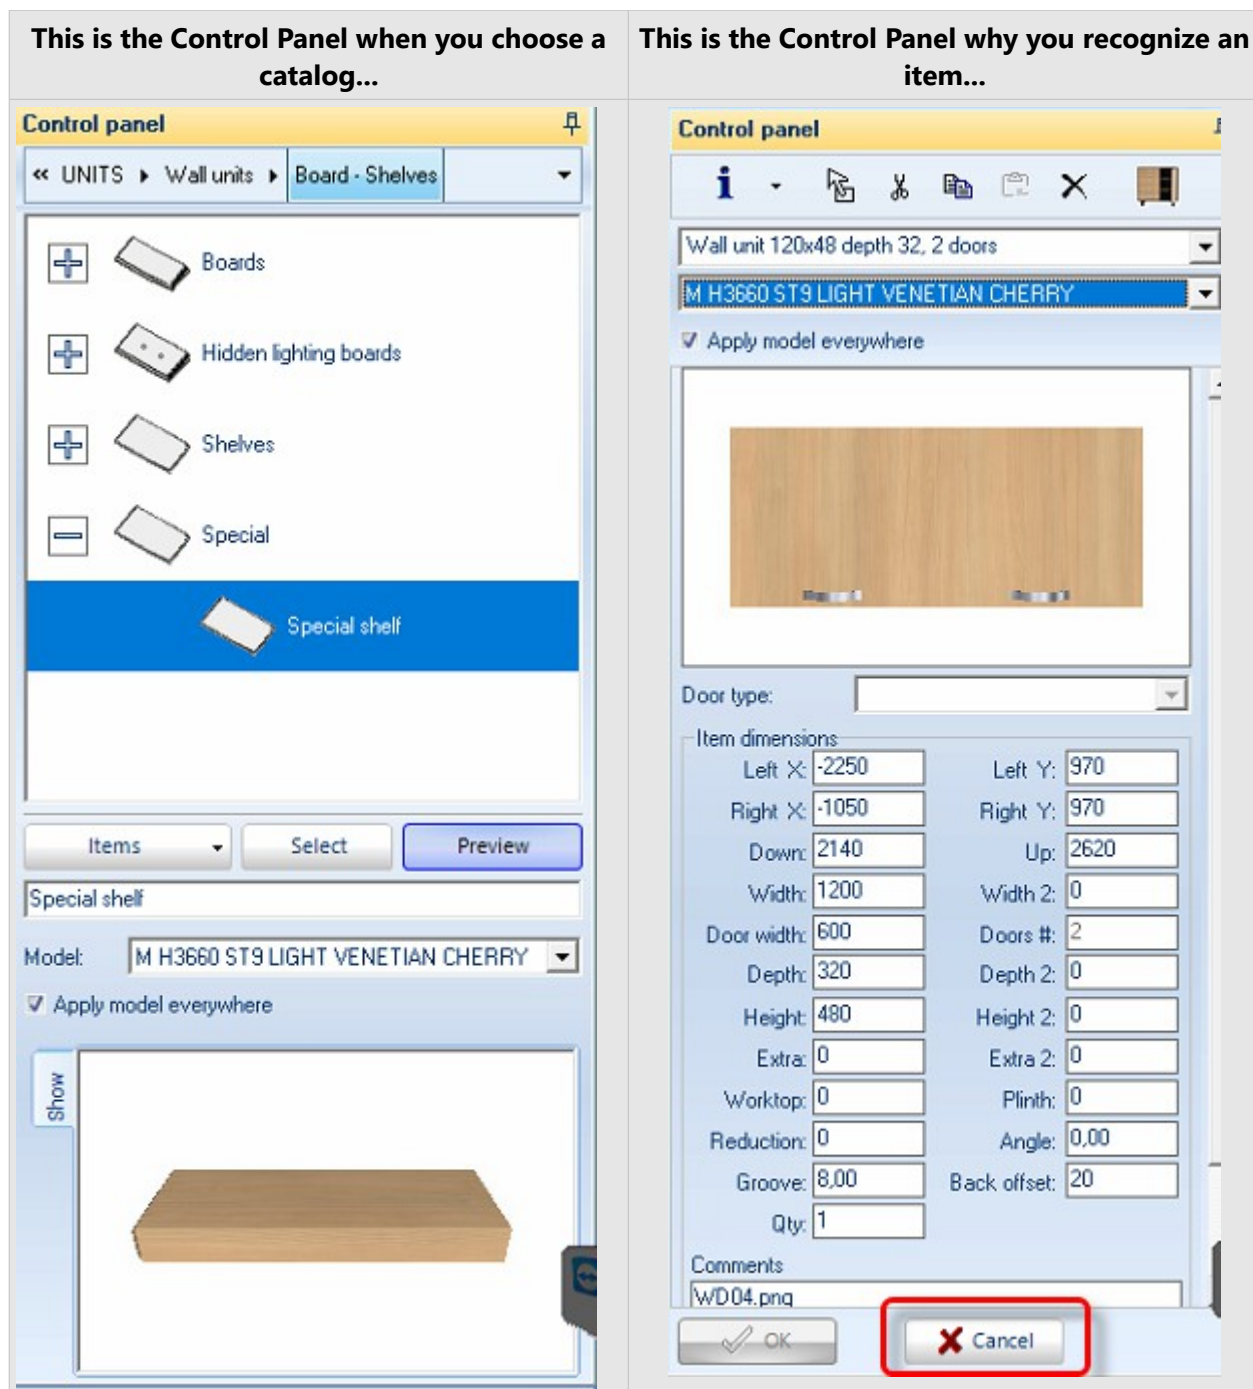 This is the Control Panel when you choose a
catalog...
Control panel
« UNITS Wall units Board - Shelves
Boards
Hidden lighting boards
Shelves
Special
Special shelf
Items Select Preview
Special shelf
Model: M H3660 ST9 LIGHT VENETIAN CHERRY
Apply model everywhere
Show
This is the Control Panel why you recognize an
item...
Control panel
i
Wall unit 120x48 depth 32, 2 doors
M H3660 ST9 LIGHT VENETIAN CHERRY
Apply model everywhere
Door type:
Item dimensions
Left X: -2250 Left Y: 970
Right X: -1050 Right Y: 970
Down: 2140 Up: 2620
Width: 1200 Width 2: 0
Door width: 600 Doors #: 2
Depth: 320 Depth 2: 0
Height: 480 Height 2: 0
Extra: 0 Extra 2: 0
Worktop: 0 Plinth: 0
Reduction: 0 Angle: 0,00
Groove: 8,00 Back offset: 20
Qty: 1
Comments
WD04.png
OK Cancel